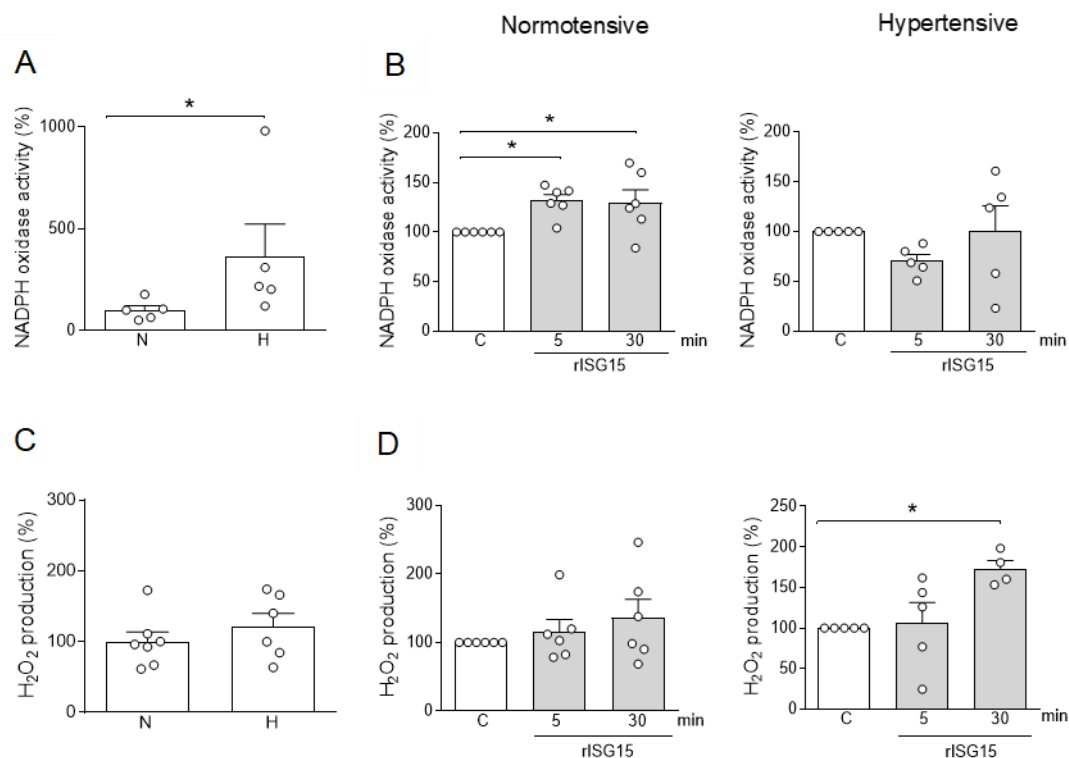 Normotensive
Hypertensive
A
NADPH oxidase activity (%)
1000
500
0
*
N
H
B
NADPH oxidase activity (%)
200
150
100
50
0
*
*
C
5
30
min
rISG15
NADPH oxidase activity (%)
200
150
100
50
0
C
5
30
min
rISG15
C
H₂O₂ production (%)
300
200
100
0
N
H
D
H₂O₂ production (%)
300
200
100
0
C
5
30
min
rISG15
H₂O₂ production (%)
250
200
150
100
50
0
*
C
5
30
min
rISG15